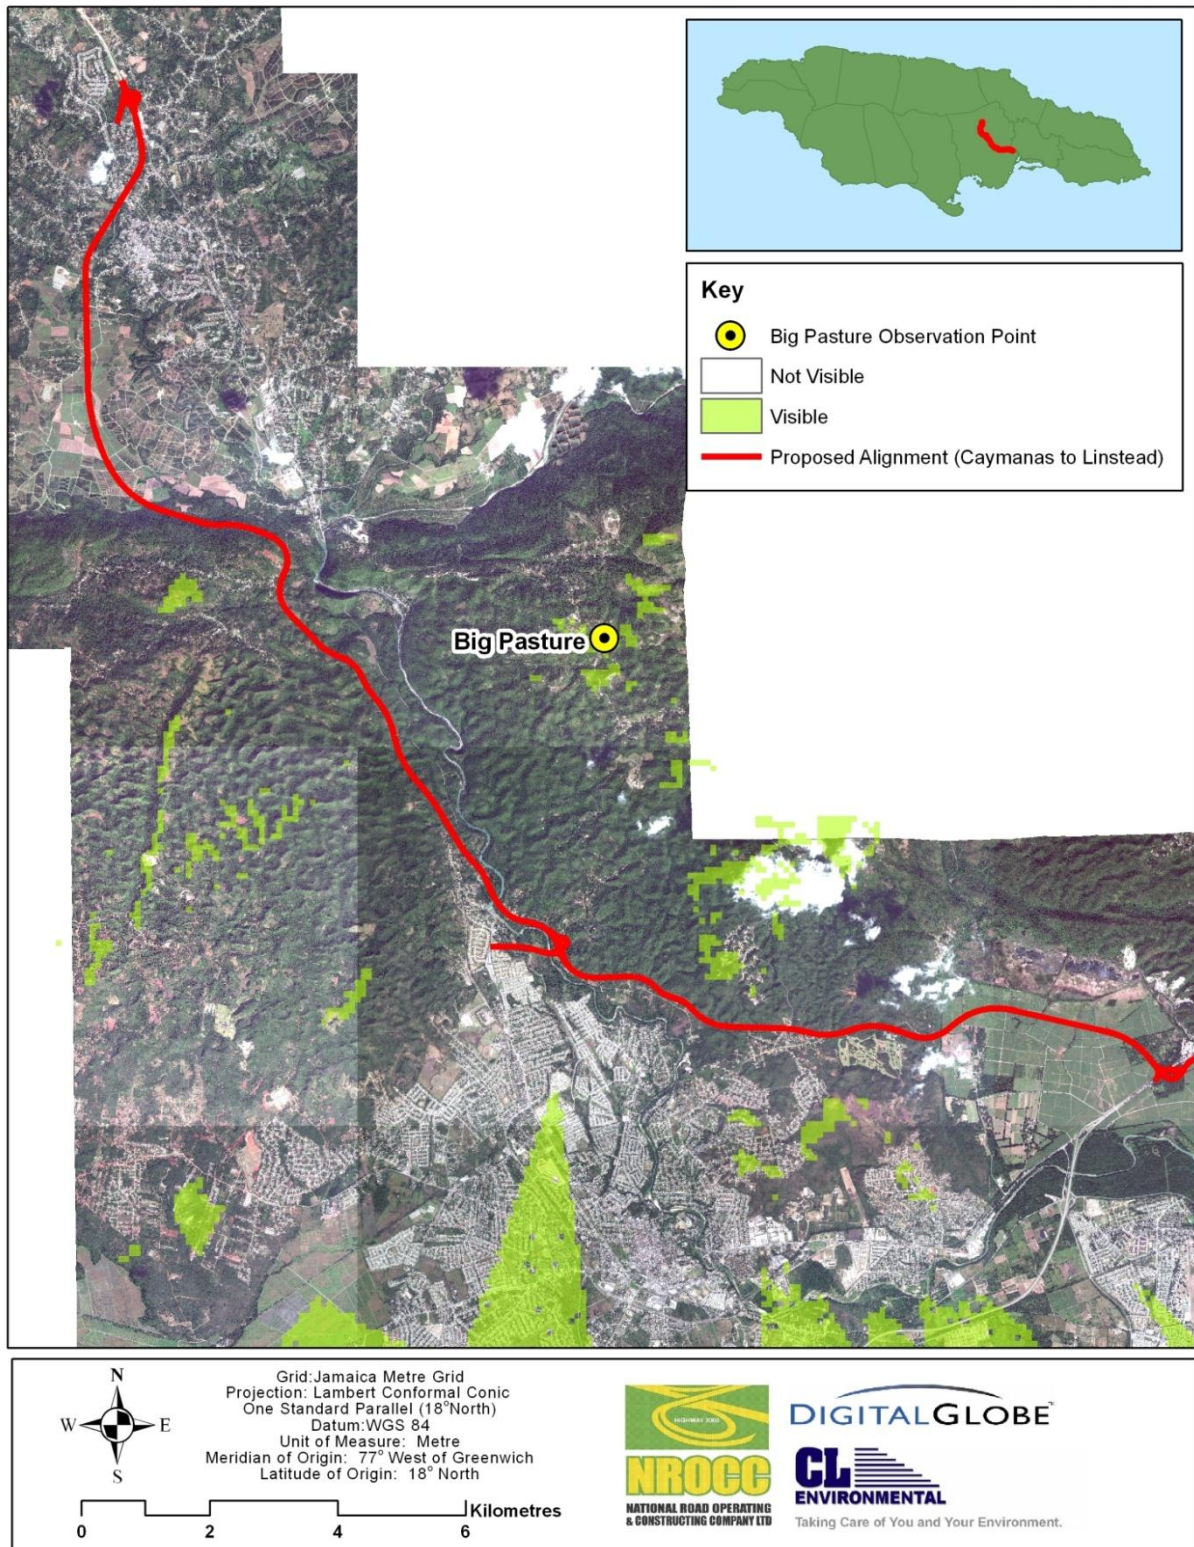 Key
Big Pasture Observation Point
Not Visible
Visible
Proposed Alignment (Caymanas to Linstead)
Big Pasture
N
W E
S
Grid:Jamaica Metre Grid
Projection: Lambert Conformal Conic
One Standard Parallel (18°North)
Datum:WGS 84
Unit of Measure: Metre
Meridian of Origin: 77° West of Greenwich
Latitude of Origin: 18° North
Kilometres
0 2 4 6
HIGHWAY 2000
NROCC
NATIONAL ROAD OPERATING
& CONSTRUCTING COMPANY LTD
DIGITALGLOBE
CL
ENVIRONMENTAL
Taking Care of You and Your Environment.